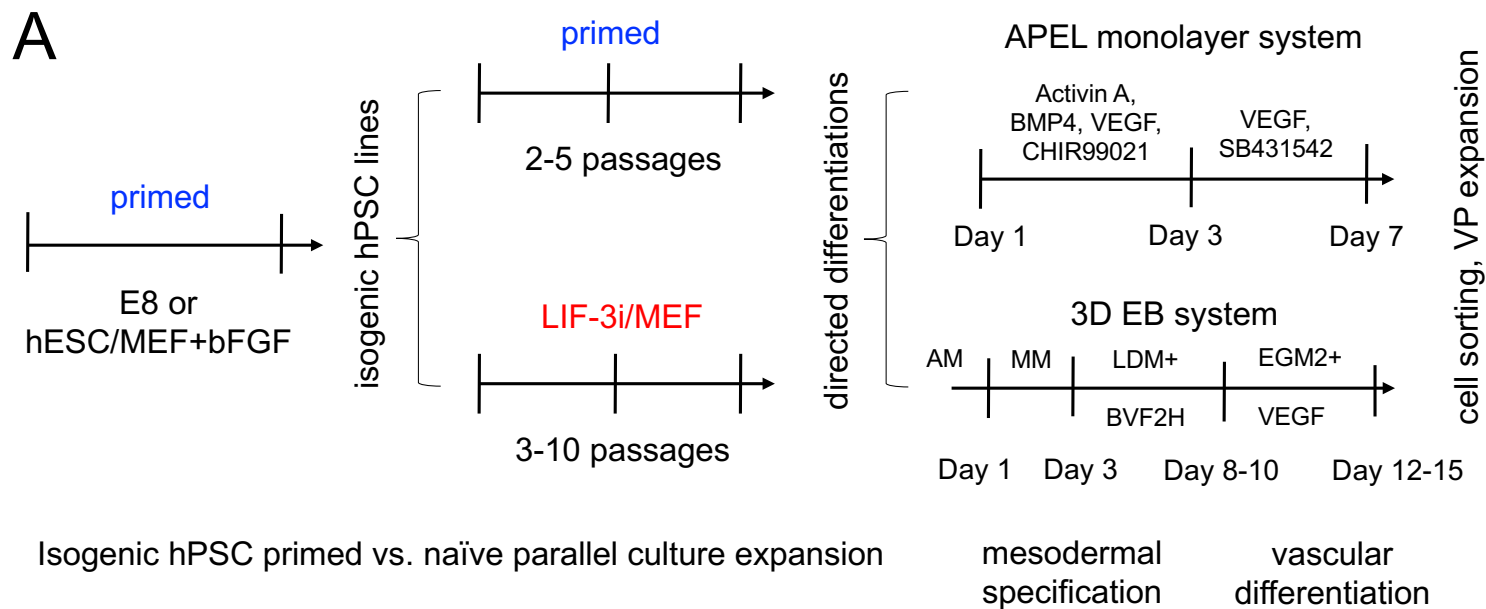 A
primed
E8 or
hESC/MEF+bFGF
isogenic hPSC lines
primed
2-5 passages
LIF-3i/MEF
3-10 passages
directed differentiations
APEL monolayer system
Activin A,
BMP4, VEGF,
CHIR99021
VEGF,
SB431542
Day 1
Day 3
Day 7
3D EB system
AM
MM
LDM+
EGM2+
BVF2H
VEGF
Day 1
Day 3
Day 8-10
Day 12-15
cell sorting, VP expansion
Isogenic hPSC primed vs. naïve parallel culture expansion
mesodermal
specification
vascular
differentiation